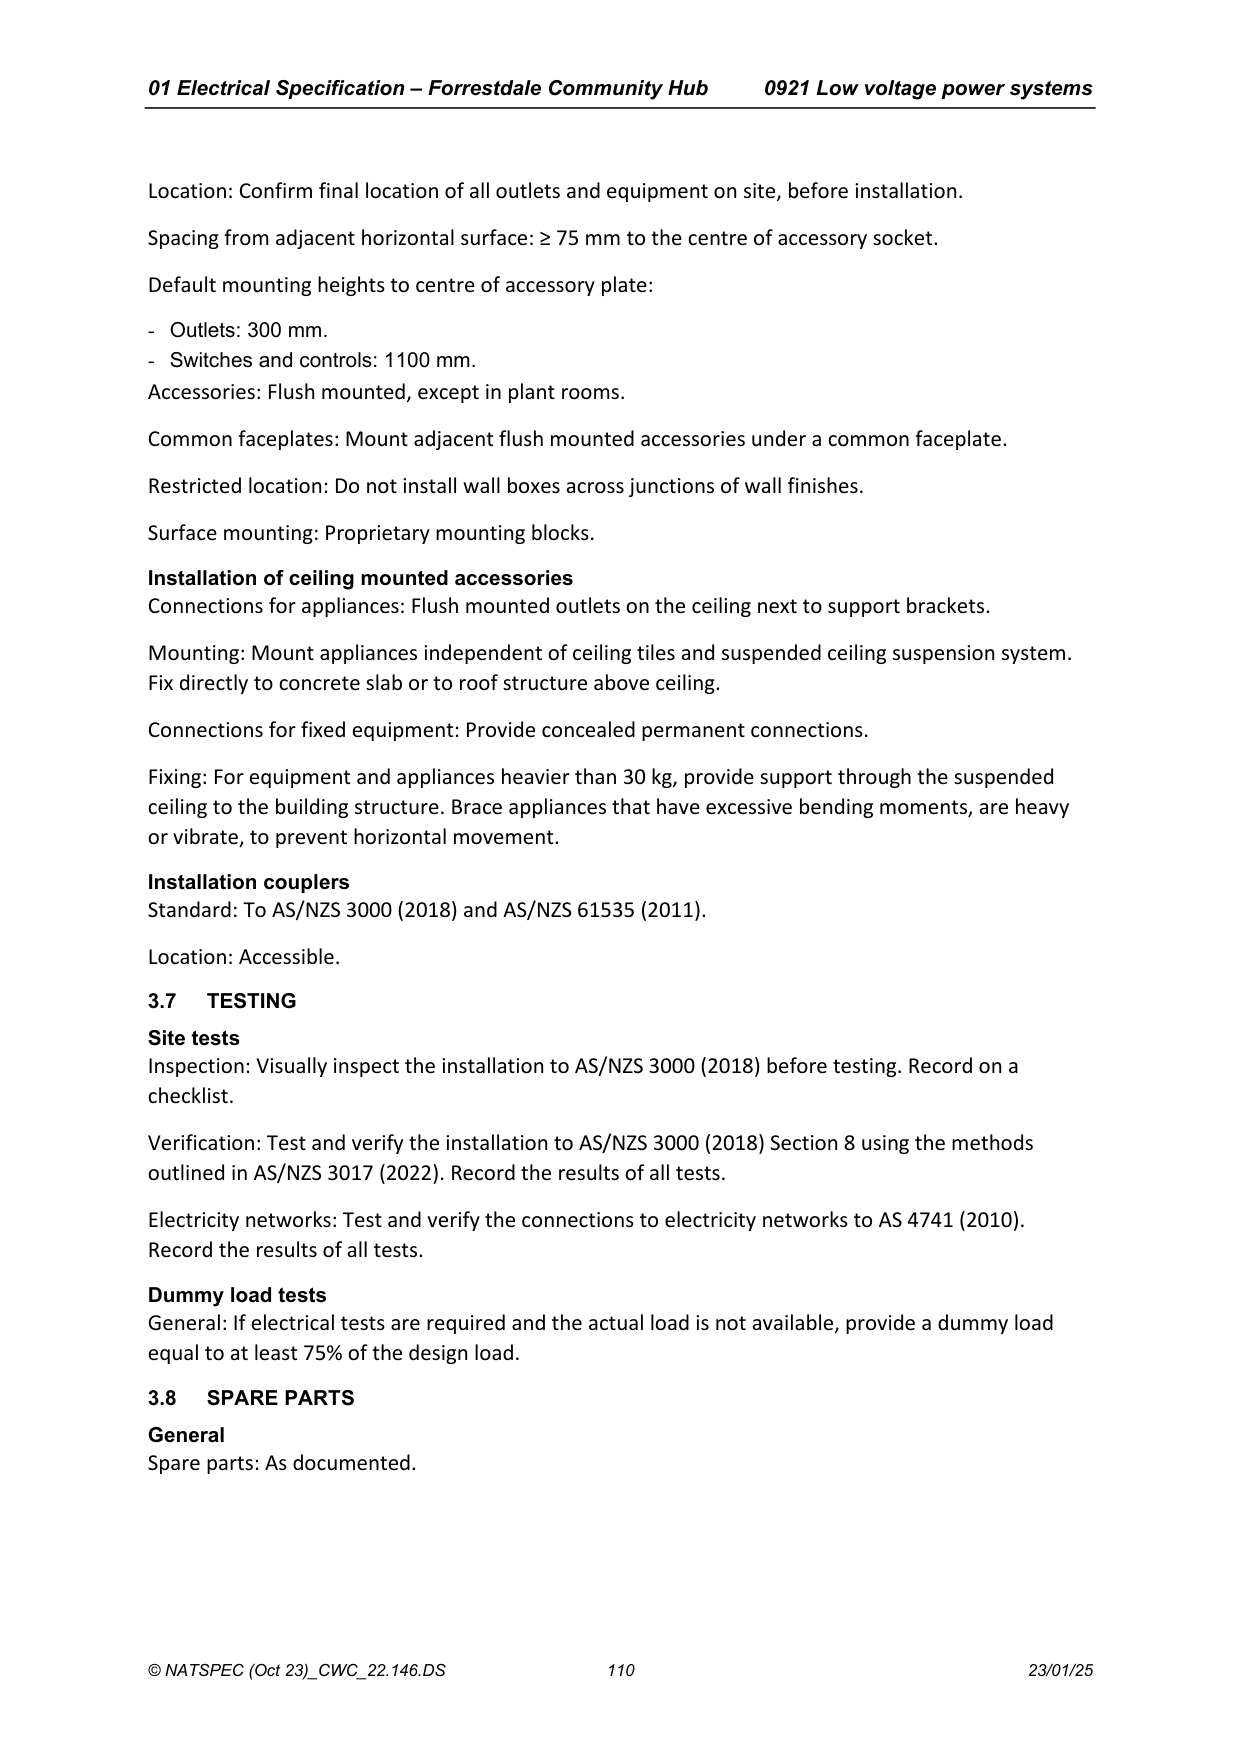 01 Electrical Specification – Forrestdale Community Hub 0921 Low voltage power systems
Location: Confirm final location of all outlets and equipment on site, before installation.
Spacing from adjacent horizontal surface: ≥ 75 mm to the centre of accessory socket.
Default mounting heights to centre of accessory plate:
- Outlets: 300 mm.
- Switches and controls: 1100 mm.
Accessories: Flush mounted, except in plant rooms.
Common faceplates: Mount adjacent flush mounted accessories under a common faceplate.
Restricted location: Do not install wall boxes across junctions of wall finishes.
Surface mounting: Proprietary mounting blocks.
Installation of ceiling mounted accessories
Connections for appliances: Flush mounted outlets on the ceiling next to support brackets.
Mounting: Mount appliances independent of ceiling tiles and suspended ceiling suspension system.
Fix directly to concrete slab or to roof structure above ceiling.
Connections for fixed equipment: Provide concealed permanent connections.
Fixing: For equipment and appliances heavier than 30 kg, provide support through the suspended
ceiling to the building structure. Brace appliances that have excessive bending moments, are heavy
or vibrate, to prevent horizontal movement.
Installation couplers
Standard: To AS/NZS 3000 (2018) and AS/NZS 61535 (2011).
Location: Accessible.
3.7 TESTING
Site tests
Inspection: Visually inspect the installation to AS/NZS 3000 (2018) before testing. Record on a
checklist.
Verification: Test and verify the installation to AS/NZS 3000 (2018) Section 8 using the methods
outlined in AS/NZS 3017 (2022). Record the results of all tests.
Electricity networks: Test and verify the connections to electricity networks to AS 4741 (2010).
Record the results of all tests.
Dummy load tests
General: If electrical tests are required and the actual load is not available, provide a dummy load
equal to at least 75% of the design load.
3.8 SPARE PARTS
General
Spare parts: As documented.
© NATSPEC (Oct 23)_CWC_22.146.DS 110 23/01/25